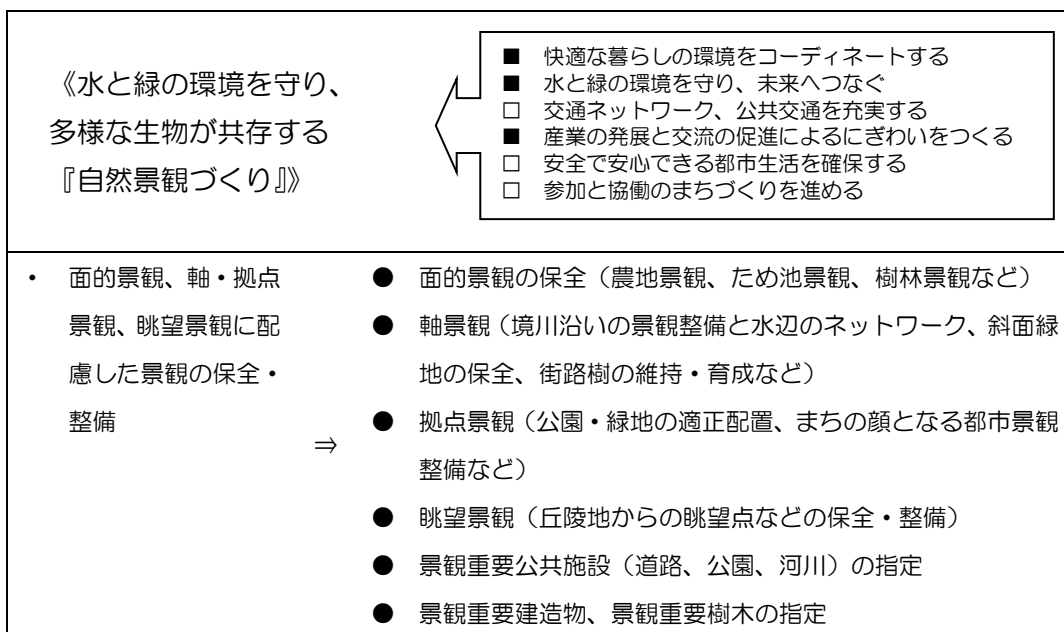 《水と緑の環境を守り、
多様な生物が共存する
『自然景観づくり』》
■ 快適な暮らしの環境をコーディネートする
■ 水と緑の環境を守り、未来へつなぐ
□ 交通ネットワーク、公共交通を充実する
■ 産業の発展と交流の促進によるにぎわいをつくる
□ 安全で安心できる都市生活を確保する
□ 参加と協働のまちづくりを進める
・ 面的景観、軸・拠点
景観、眺望景観に配
慮した景観の保全・
整備
⇒
● 面的景観の保全（農地景観、ため池景観、樹林景観など）
● 軸景観（境川沿いの景観整備と水辺のネットワーク、斜面緑
地の保全、街路樹の維持・育成など）
● 拠点景観（公園・緑地の適正配置、まちの顔となる都市景観
整備など）
● 眺望景観（丘陵地からの眺望点などの保全・整備）
● 景観重要公共施設（道路、公園、河川）の指定
● 景観重要建造物、景観重要樹木の指定